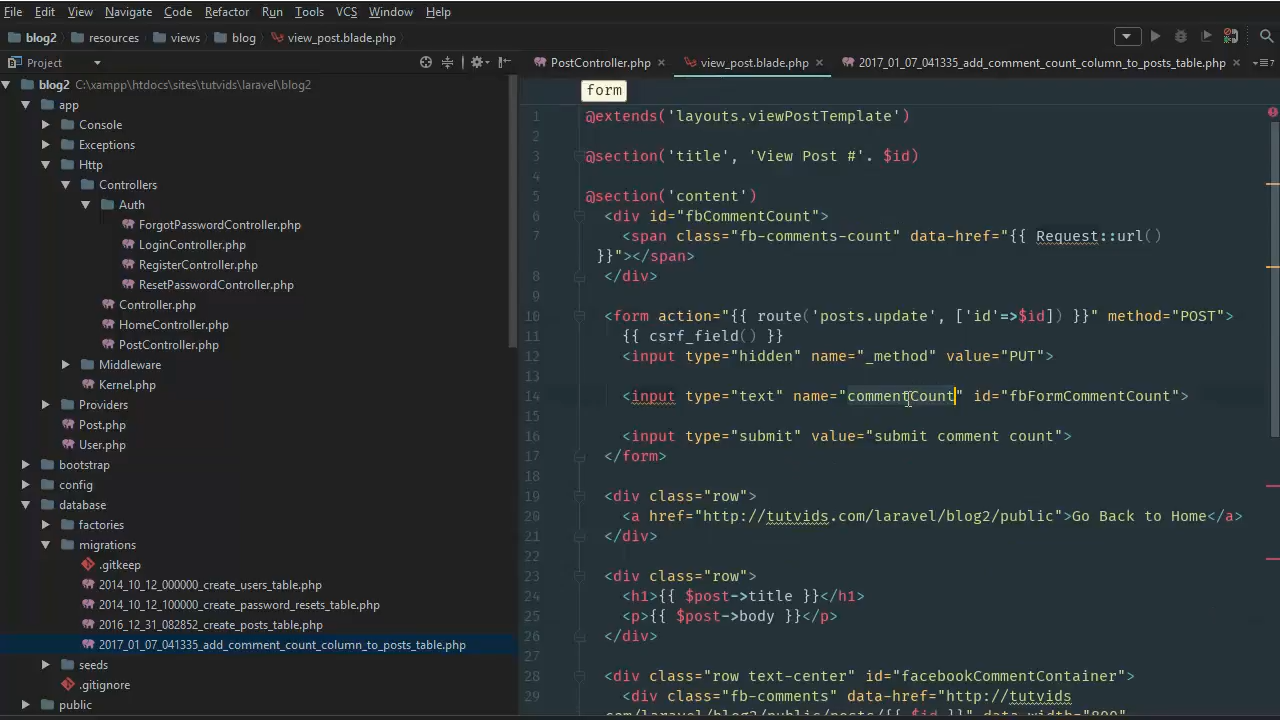 File Edit View Navigate Code Refactor Run Tools VCS Window Help
blog2 resources views blog view_post.blade.php
Project
PostController.php view_post.blade.php 2017_01_07_041335_add_comment_count_column_to_posts_table.php
blog2 C:\xampp\htdocs\sites\tutvids\laravel\blog2
app
Console
Exceptions
Http
Controllers
Auth
ForgotPasswordController.php
LoginController.php
RegisterController.php
ResetPasswordController.php
Controller.php
HomeController.php
PostController.php
Middleware
Kernel.php
Providers
Post.php
User.php
bootstrap
config
database
factories
migrations
.gitkeep
2014_10_12_000000_create_users_table.php
2014_10_12_100000_create_password_resets_table.php
2016_12_31_082852_create_posts_table.php
2017_01_07_041335_add_comment_count_column_to_posts_table.php
seeds
.gitignore
public
form
1 @extends('layouts.viewPostTemplate')
2
3 @section('title', 'View Post #'. $id)
4
5 @section('content')
6 <div id="fbCommentCount">
7 <span class="fb-comments-count" data-href="{{ Request::url()
}}"></span>
8 </div>
9
10 <form action="{{ route('posts.update', ['id'=>$id]) }}" method="POST">
11 {{ csrf_field() }}
12 <input type="hidden" name="_method" value="PUT">
13
14 <input type="text" name="commentCount" id="fbFormCommentCount">
15
16 <input type="submit" value="submit comment count">
17 </form>
18
19 <div class="row">
20 <a href="http://tutvids.com/laravel/blog2/public">Go Back to Home</a>
21 </div>
22
23 <div class="row">
24 <h1>{{ $post->title }}</h1>
25 <p>{{ $post->body }}</p>
26 </div>
27
28 <div class="row text-center" id="facebookCommentContainer">
29 <div class="fb-comments" data-href="http://tutvids
.com/laravel/blog2/public/posts/{{ $id }}" data-width="800"